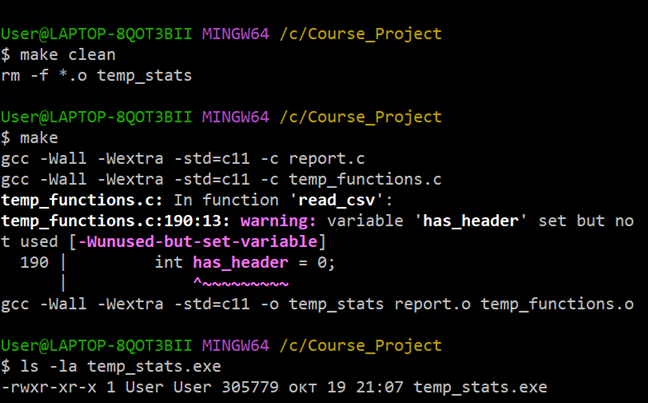 User@LAPTOP-8QOT3BII MINGW64 /c/Course_Project
$ make clean
rm -f *.o temp_stats
User@LAPTOP-8QOT3BII MINGW64 /c/Course_Project
$ make
gcc -Wall -Wextra -std=c11 -c report.c
gcc -Wall -Wextra -std=c11 -c temp_functions.c
temp_functions.c: In function 'read_csv':
temp_functions.c:190:13: warning: variable 'has_header' set but no
t used [-Wunused-but-set-variable]
  190 |         int has_header = 0;
      |             ^~~~~~~~~~
gcc -Wall -Wextra -std=c11 -o temp_stats report.o temp_functions.o
User@LAPTOP-8QOT3BII MINGW64 /c/Course_Project
$ ls -la temp_stats.exe
-rwxr-xr-x 1 User User 305779 окт 19 21:07 temp_stats.exe